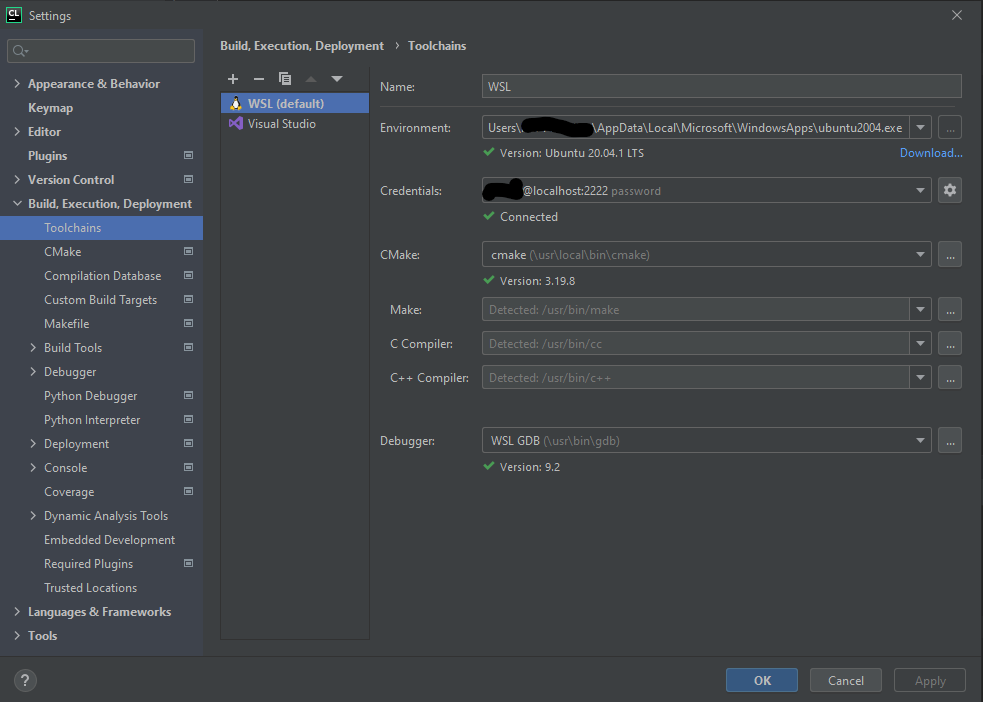 CL Settings
Build, Execution, Deployment › Toolchains
Appearance & Behavior
Keymap
Editor
Plugins
Version Control
Build, Execution, Deployment
Toolchains
CMake
Compilation Database
Custom Build Targets
Makefile
Build Tools
Debugger
Python Debugger
Python Interpreter
Deployment
Console
Coverage
Dynamic Analysis Tools
Embedded Development
Required Plugins
Trusted Locations
Languages & Frameworks
Tools
WSL (default)
Visual Studio
Name: WSL
Environment: Users\ \AppData\Local\Microsoft\WindowsApps\ubuntu2004.exe ...
Version: Ubuntu 20.04.1 LTS Download...
Credentials: @localhost:2222 password
Connected
CMake: cmake (\usr\local\bin\cmake) ...
Version: 3.19.8
Make: Detected: /usr/bin/make ...
C Compiler: Detected: /usr/bin/cc ...
C++ Compiler: Detected: /usr/bin/c++ ...
Debugger: WSL GDB (\usr\bin\gdb) ...
Version: 9.2
? OK Cancel Apply